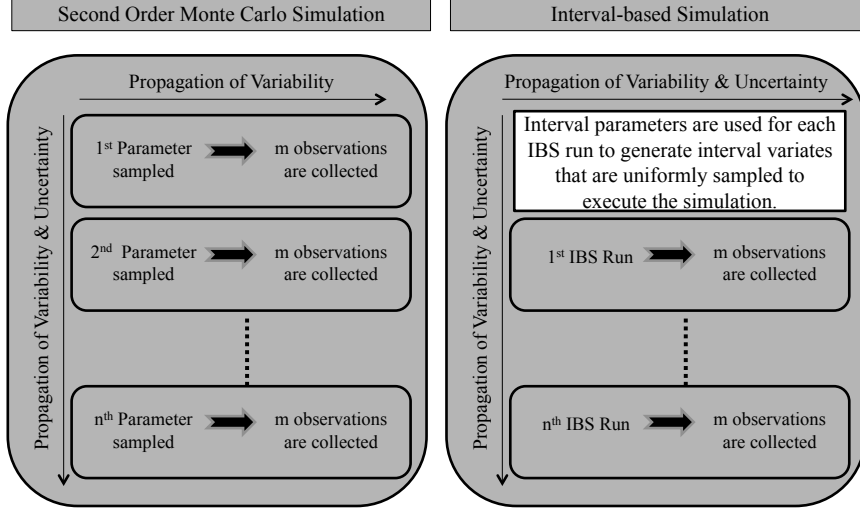 Second Order Monte Carlo Simulation
Propagation of Variability
Propagation of Variability & Uncertainty
1st Parameter
sampled
m observations
are collected
2nd Parameter
sampled
m observations
are collected
nth Parameter
sampled
m observations
are collected
Interval-based Simulation
Propagation of Variability & Uncertainty
Propagation of Variability & Uncertainty
Interval parameters are used for each
IBS run to generate interval variates
that are uniformly sampled to
execute the simulation.
1st IBS Run
m observations
are collected
nth IBS Run
m observations
are collected